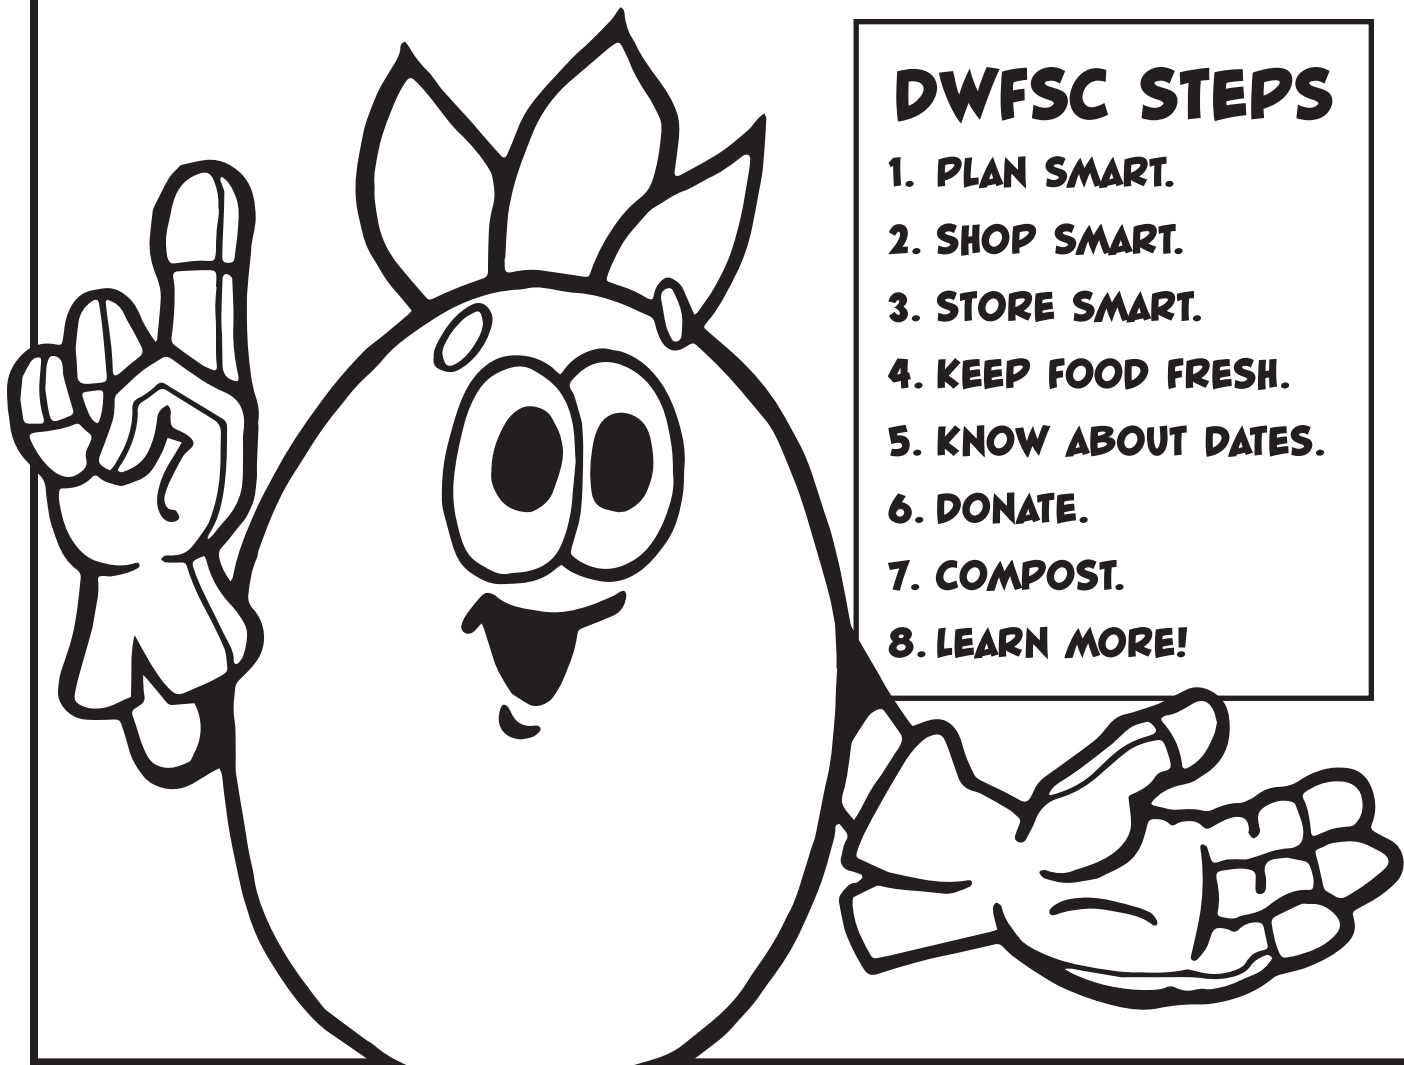 DWFSC STEPS
1. PLAN SMART.
2. SHOP SMART.
3. STORE SMART.
4. KEEP FOOD FRESH.
5. KNOW ABOUT DATES.
6. DONATE.
7. COMPOST.
8. LEARN MORE!